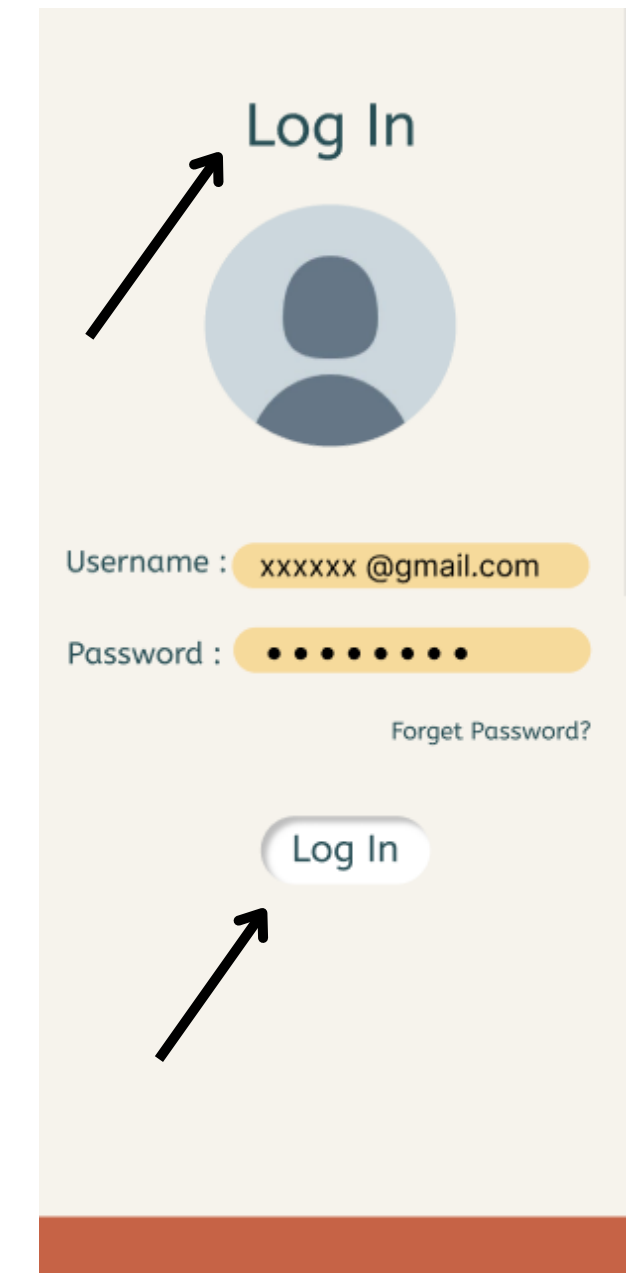 Log In
Username : xxxxxx @gmail.com
Password : ••••••••
Forget Password?
Log In